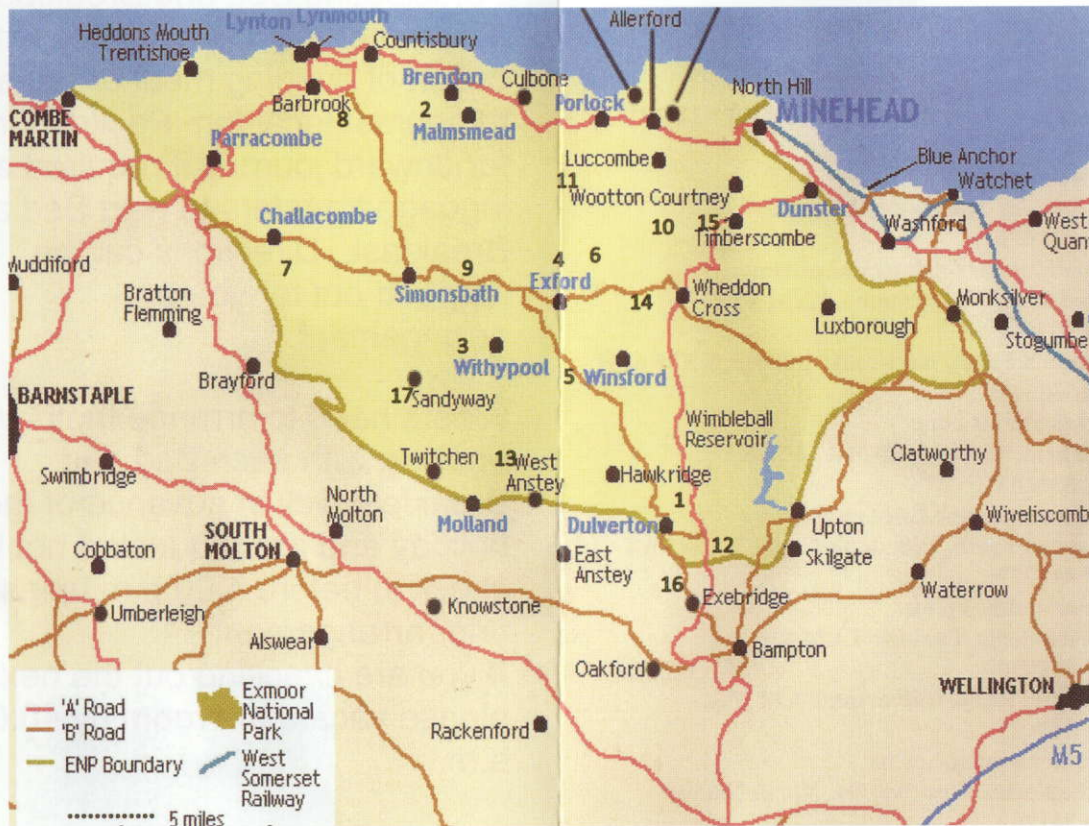 Lynton
Lynmouth
Allerford
Heddons Mouth
Trentishoe
Countisbury
Brendon
Culbone
North Hill
COMBE
MARTIN
Barbrook
8
2
Malmsmead
Porlock
MINEHEAD
Parracombe
Luccombe
Blue Anchor
11
Wootton Courtney
Watchet
Challacombe
10
15
Dunster
Washford
West
Quan
Timberscombe
Muddiford
7
9
4
6
Simonsbath
Exford
14
Wheddon
Cross
Monksilver
Bratton
Flemming
Luxborough
Stogumbe
3
Withypool
5
Winsford
Brayford
BARNSTAPLE
17
Sandyway
Wimbleball
Reservoir
Twitchen
13
West
Anstey
Hawkridge
Clatworthy
Swimbridge
North
Molton
1
Molland
Dulverton
Upton
Wiveliscomb
SOUTH
MOLTON
12
Cobbaton
East
Anstey
Skilgate
16
Waterrow
Umberleigh
Knowstone
Exebridge
Alswear
Bampton
Oakford
WELLINGTON
'A' Road
'B' Road
ENP Boundary
Exmoor
National
Park
West
Somerset
Railway
5 miles
Rackenford
M5